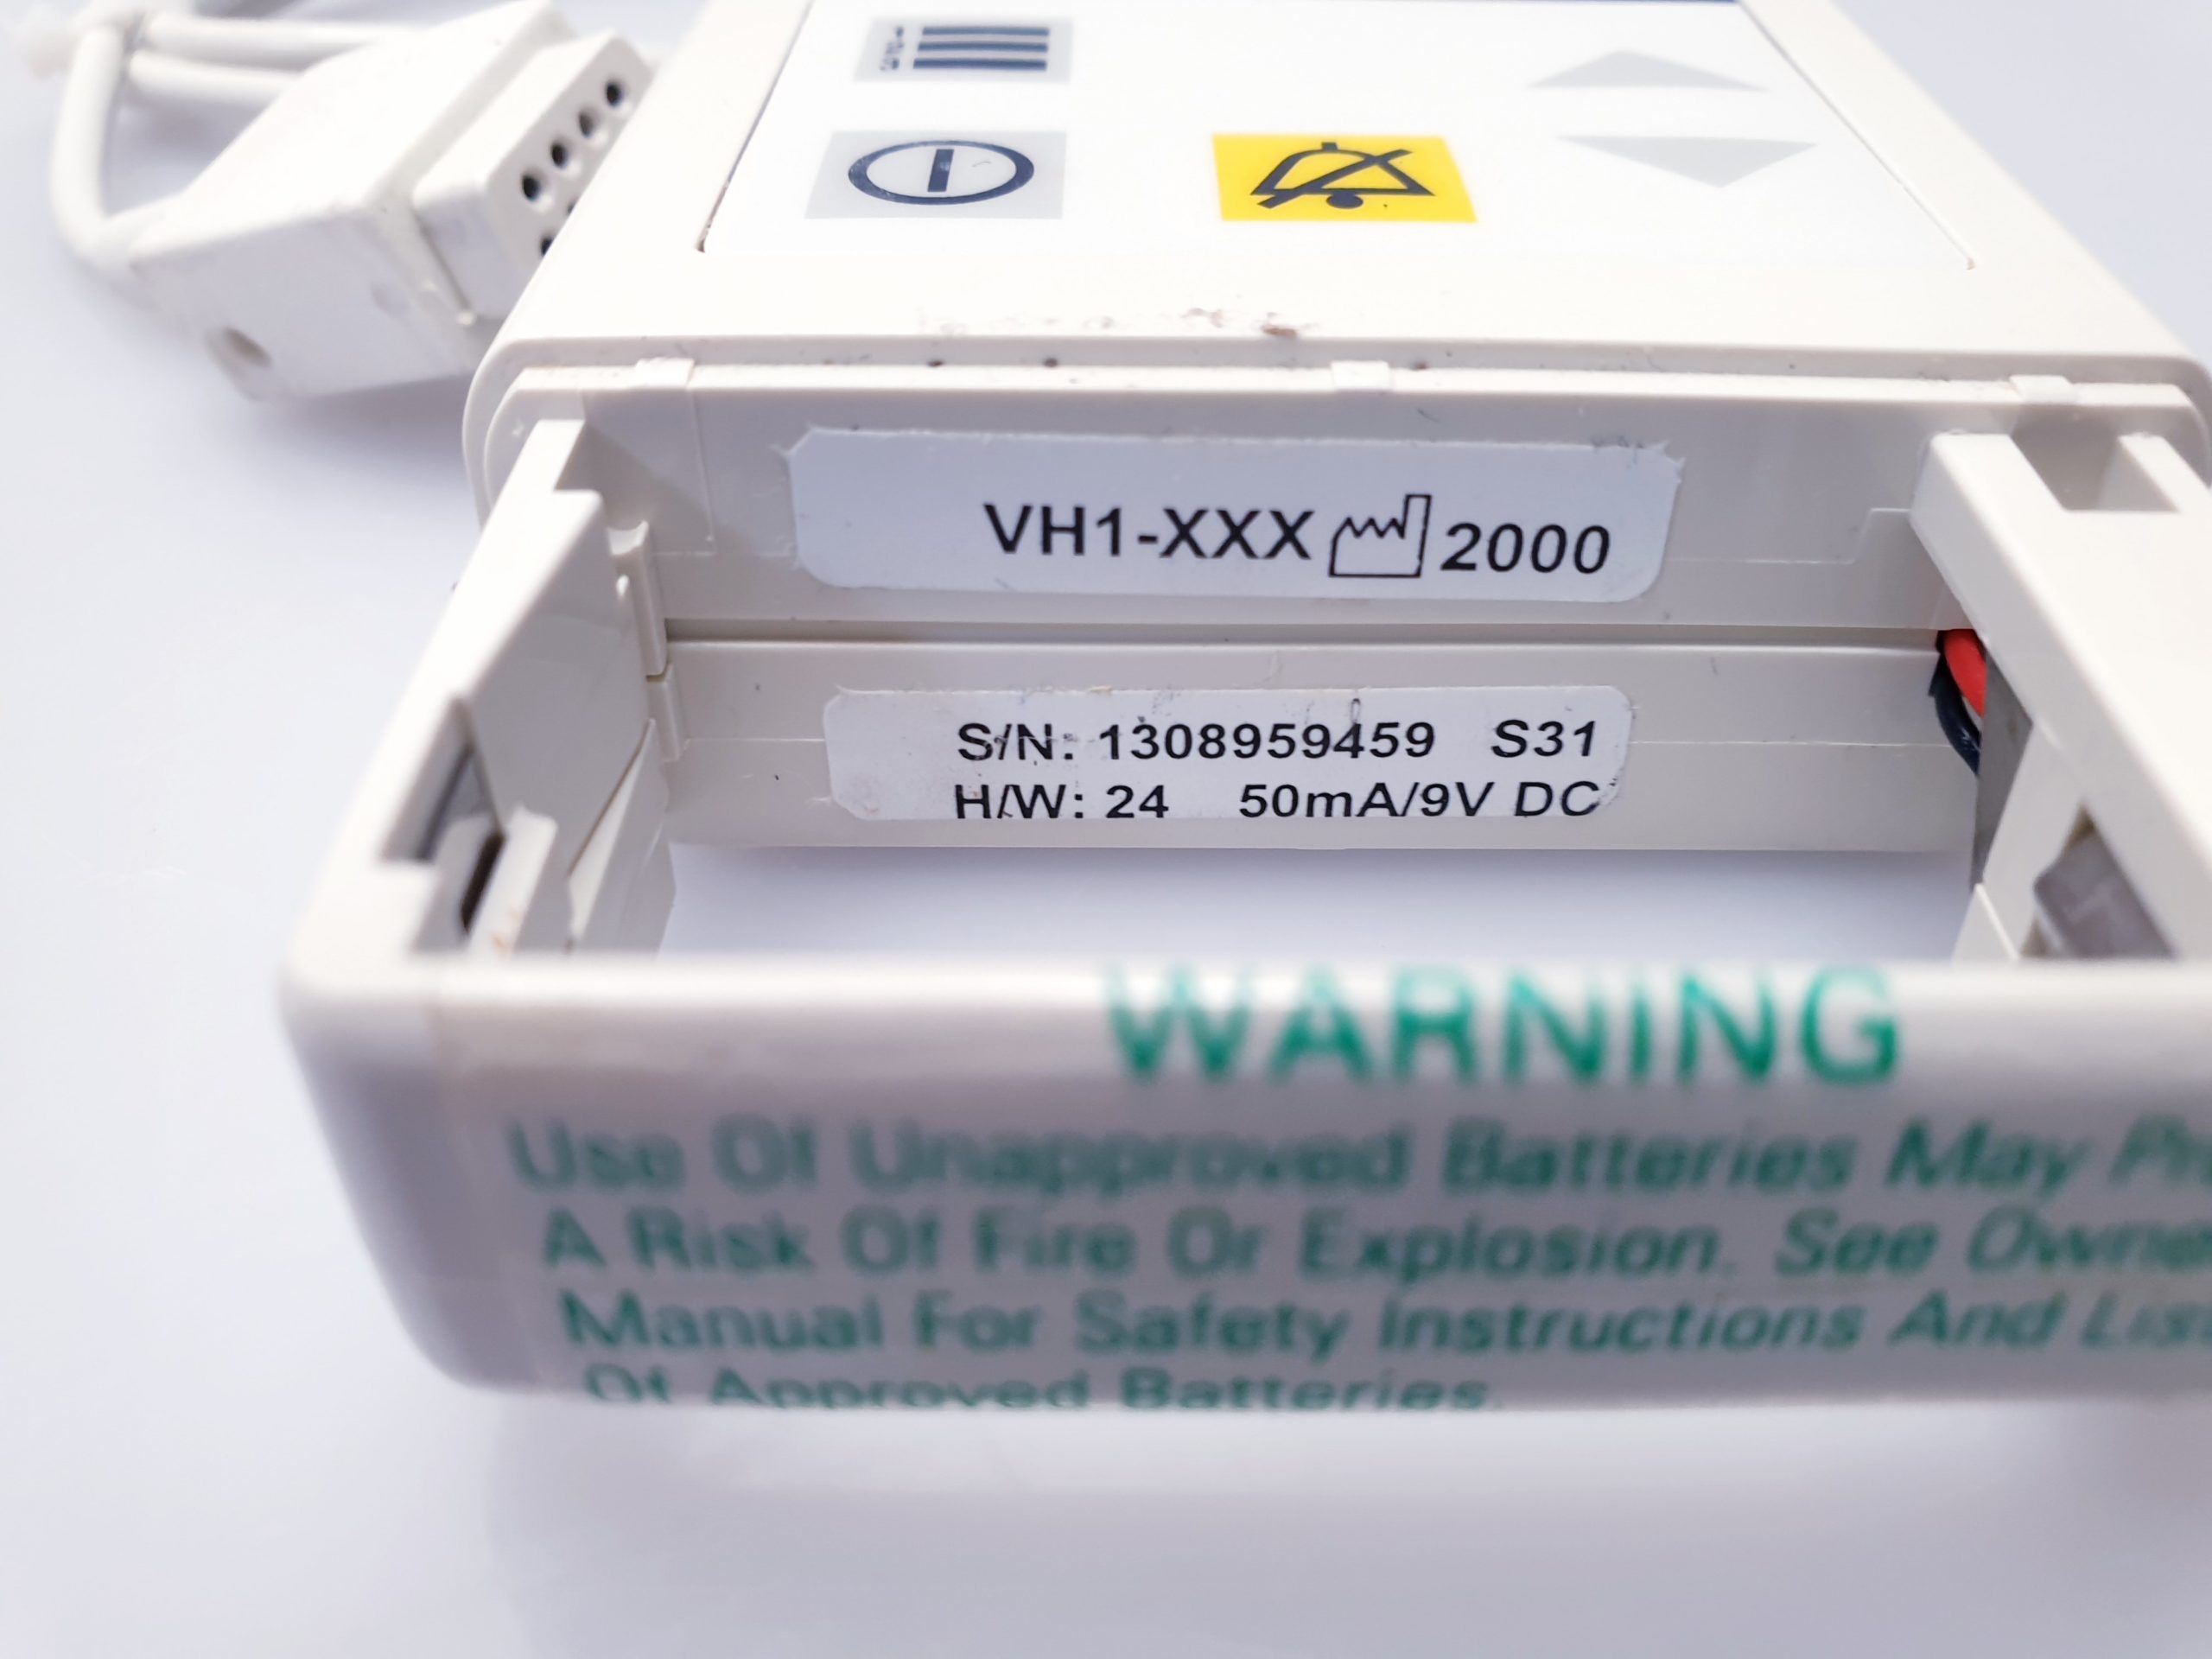 VH1-XXX 2000
S/N: 1308959459 S31
H/W: 24 50mA/9V DC
WARNING
Use Of Unapproved Batteries May
A Risk Of Fire Or Explosion. See
Manual For Safety Instructions And
Of Approved Batteries.